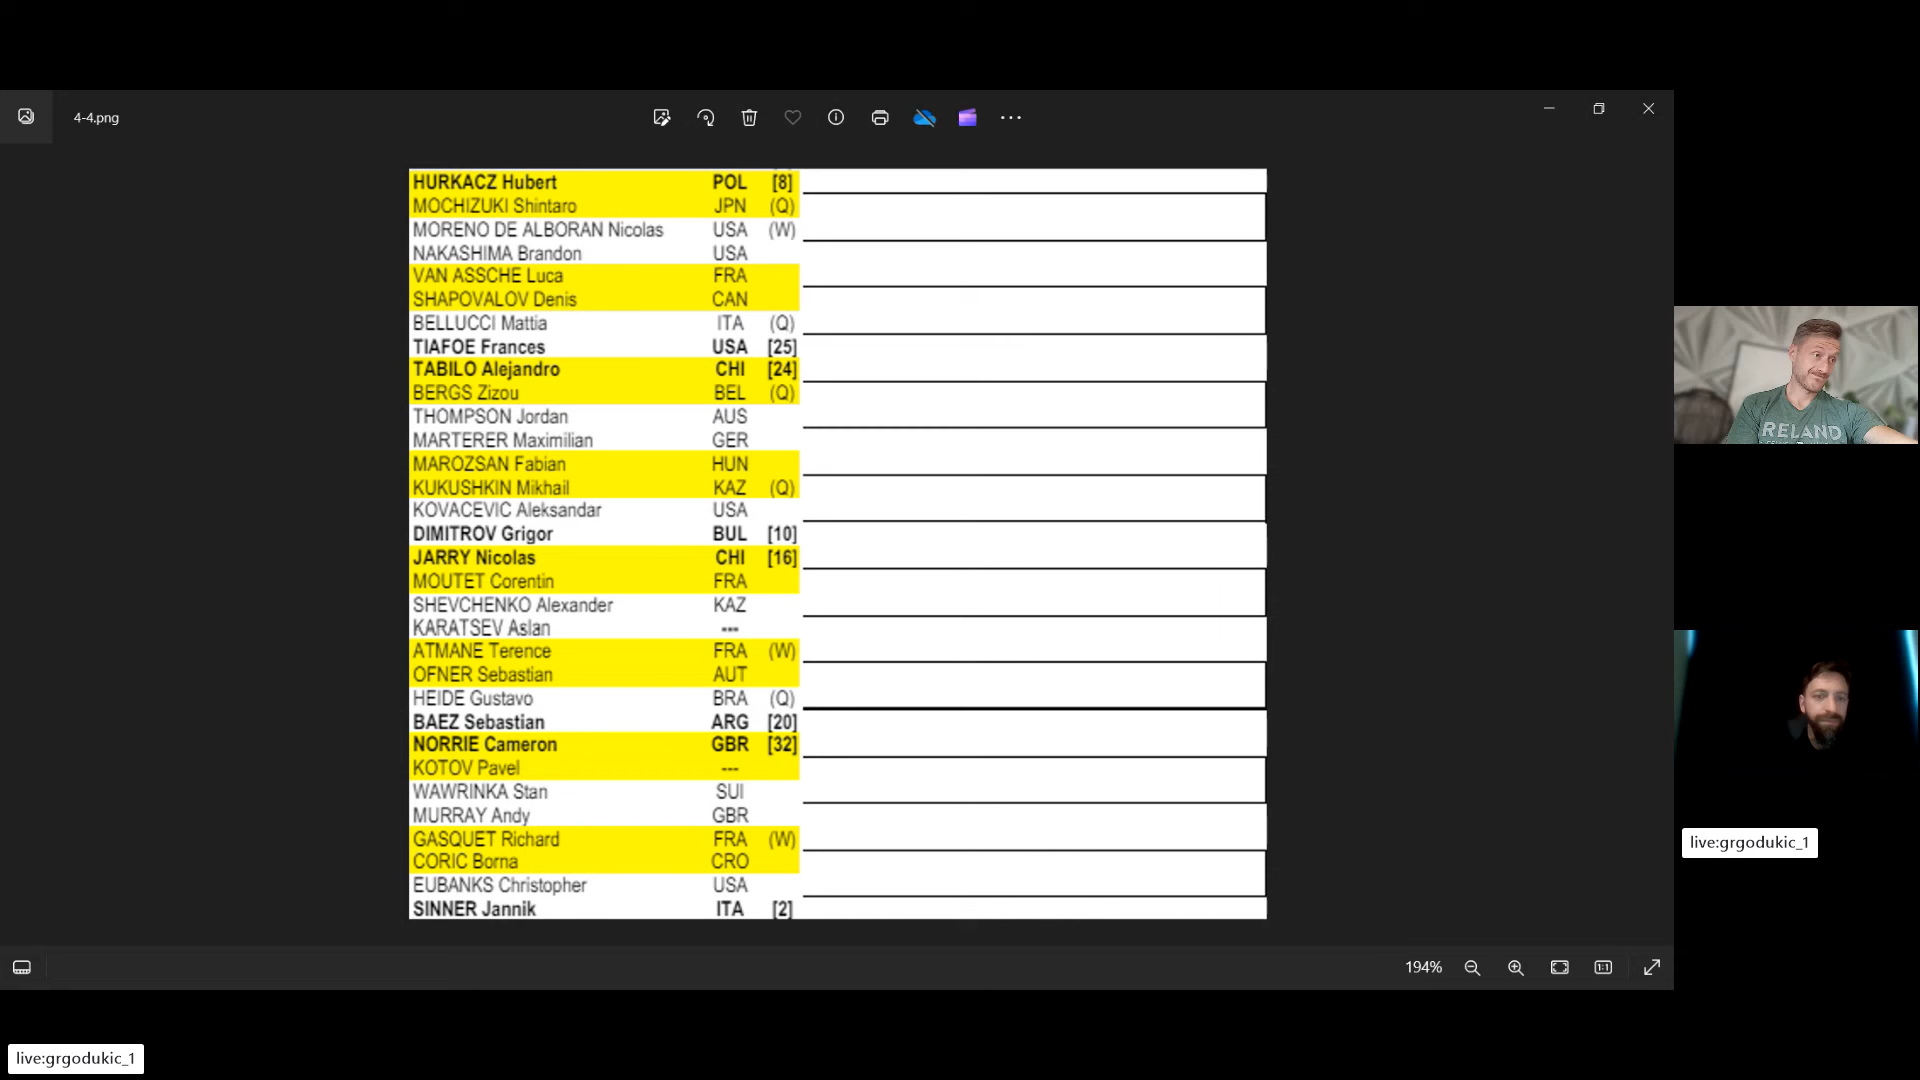 4-4.png
HURKACZ Hubert POL [8]
MOCHIZUKI Shintaro JPN (Q)
MORENO DE ALBORAN Nicolas USA (W)
NAKASHIMA Brandon USA
VAN ASSCHE Luca FRA
SHAPOVALOV Denis CAN
BELLUCCI Mattia ITA (Q)
TIAFOE Frances USA [25]
TABILO Alejandro CHI [24]
BERGS Zizou BEL (Q)
THOMPSON Jordan AUS
MARTERER Maximilian GER
MAROZSAN Fabian HUN
KUKUSHKIN Mikhail KAZ (Q)
KOVACEVIC Aleksandar USA
DIMITROV Grigor BUL [10]
JARRY Nicolas CHI [16]
MOUTET Corentin FRA
SHEVCHENKO Alexander KAZ
KARATSEV Aslan ---
ATMANE Terence FRA (W)
OFNER Sebastian AUT
HEIDE Gustavo BRA (Q)
BAEZ Sebastian ARG [20]
NORRIE Cameron GBR [32]
KOTOV Pavel ---
WAWRINKA Stan SUI
MURRAY Andy GBR
GASQUET Richard FRA (W)
CORIC Borna CRO
EUBANKS Christopher USA
SINNER Jannik ITA [2]
RELAND
live:grgodukic_1
194%
1:1
live:grgodukic_1